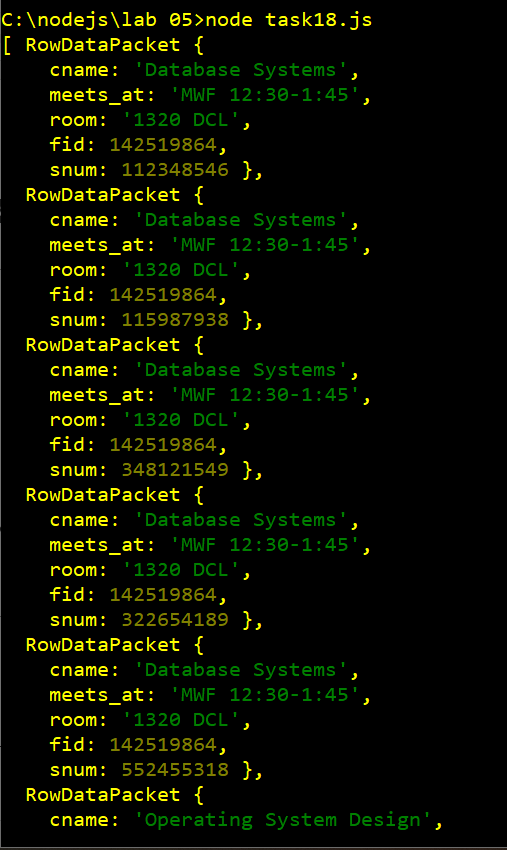 C:\nodejs\lab 05>node task18.js
[ RowDataPacket {
    cname: 'Database Systems',
    meets_at: 'MWF 12:30-1:45',
    room: '1320 DCL',
    fid: 142519864,
    snum: 112348546 },
  RowDataPacket {
    cname: 'Database Systems',
    meets_at: 'MWF 12:30-1:45',
    room: '1320 DCL',
    fid: 142519864,
    snum: 115987938 },
  RowDataPacket {
    cname: 'Database Systems',
    meets_at: 'MWF 12:30-1:45',
    room: '1320 DCL',
    fid: 142519864,
    snum: 348121549 },
  RowDataPacket {
    cname: 'Database Systems',
    meets_at: 'MWF 12:30-1:45',
    room: '1320 DCL',
    fid: 142519864,
    snum: 322654189 },
  RowDataPacket {
    cname: 'Database Systems',
    meets_at: 'MWF 12:30-1:45',
    room: '1320 DCL',
    fid: 142519864,
    snum: 552455318 },
  RowDataPacket {
    cname: 'Operating System Design',